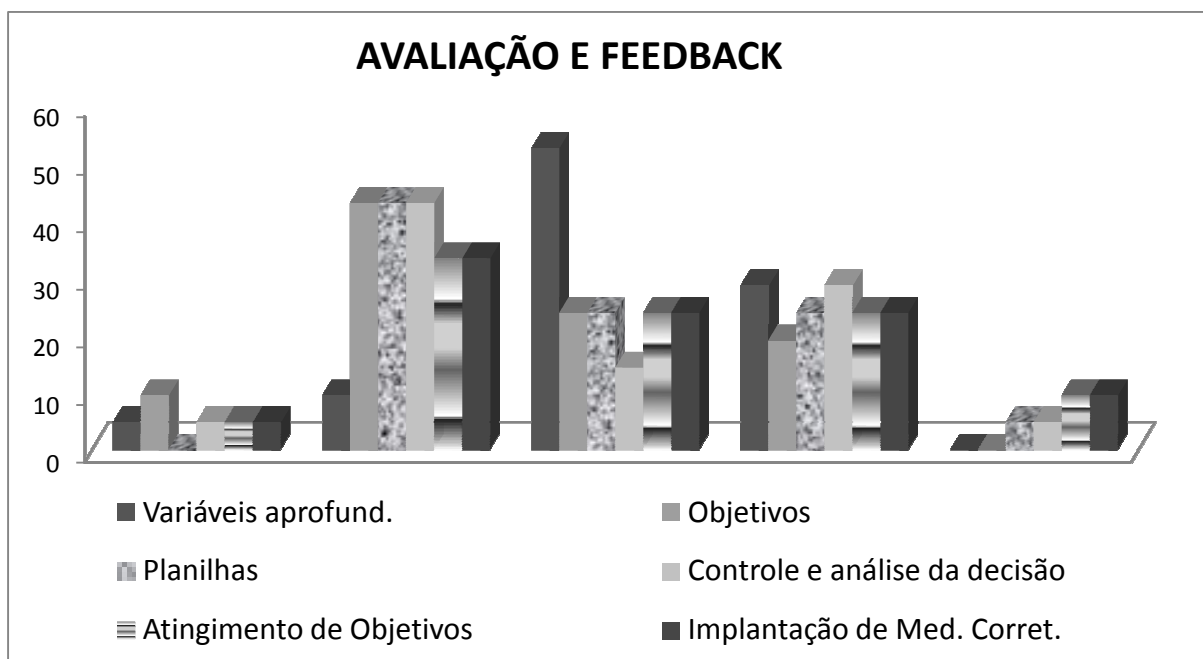 AVALIAÇÃO E FEEDBACK
60
50
40
30
20
10
0
Variáveis aprofund.
Objetivos
Planilhas
Controle e análise da decisão
Atingimento de Objetivos
Implantação de Med. Corret.